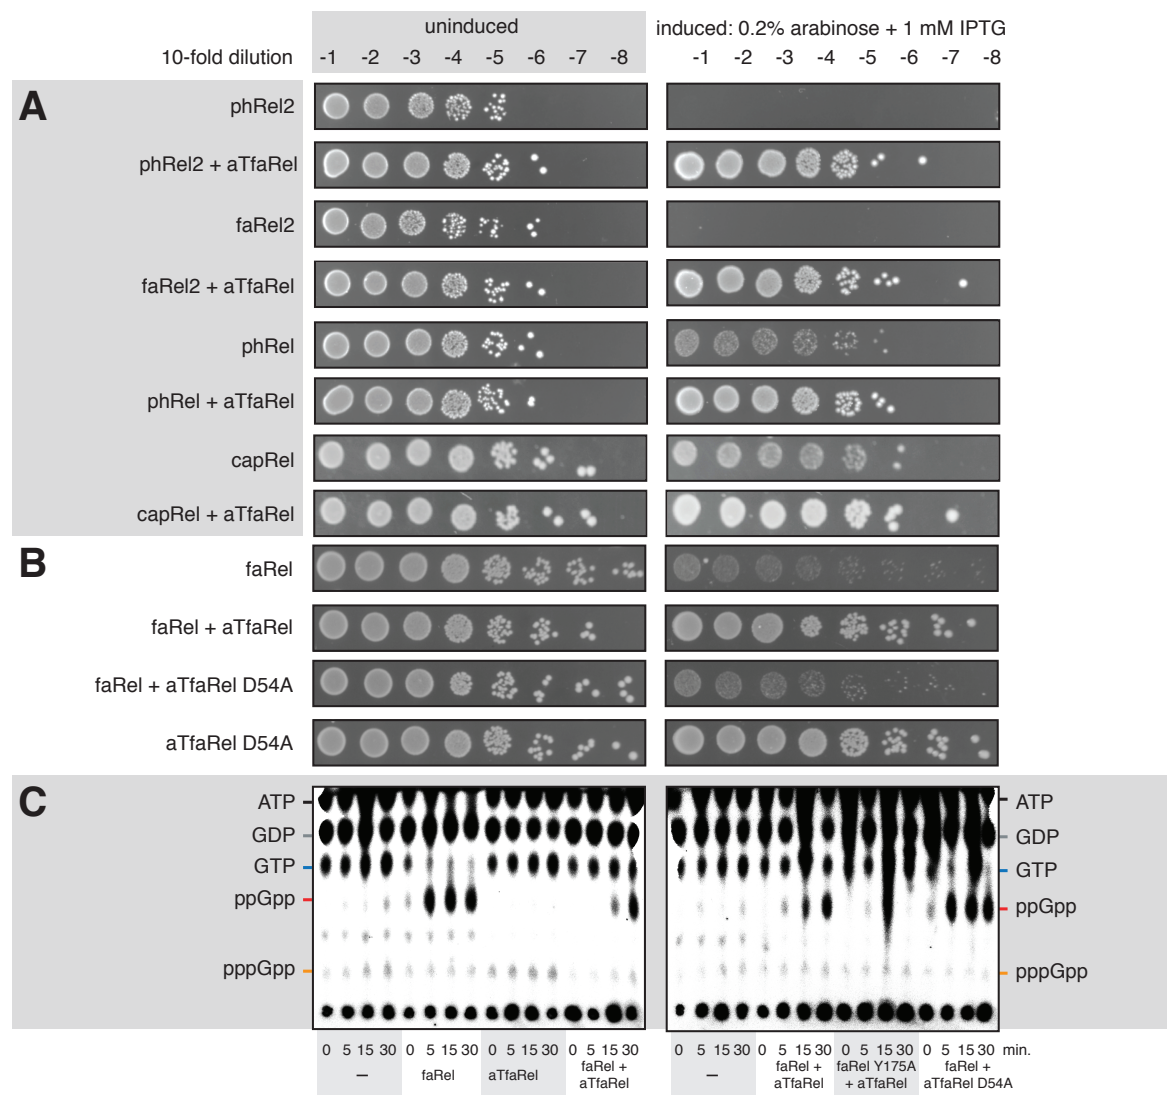 uninduced
induced: 0.2% arabinose + 1 mM IPTG
10-fold dilution -1 -2 -3 -4 -5 -6 -7 -8 -1 -2 -3 -4 -5 -6 -7 -8
A
phRel2
phRel2 + aTfaRel
faRel2
faRel2 + aTfaRel
phRel
phRel + aTfaRel
capRel
capRel + aTfaRel
B
faRel
faRel + aTfaRel
faRel + aTfaRel D54A
aTfaRel D54A
C
ATP ATP
GDP GDP
GTP GTP
ppGpp ppGpp
pppGpp pppGpp
0 5 15 30 0 5 15 30 0 5 15 30 0 5 15 30 0 5 15 30 0 5 15 30 0 5 15 30 0 5 15 30 min.
– faRel aTfaRel faRel + aTfaRel – faRel + aTfaRel faRel Y175A + aTfaRel faRel + aTfaRel D54A